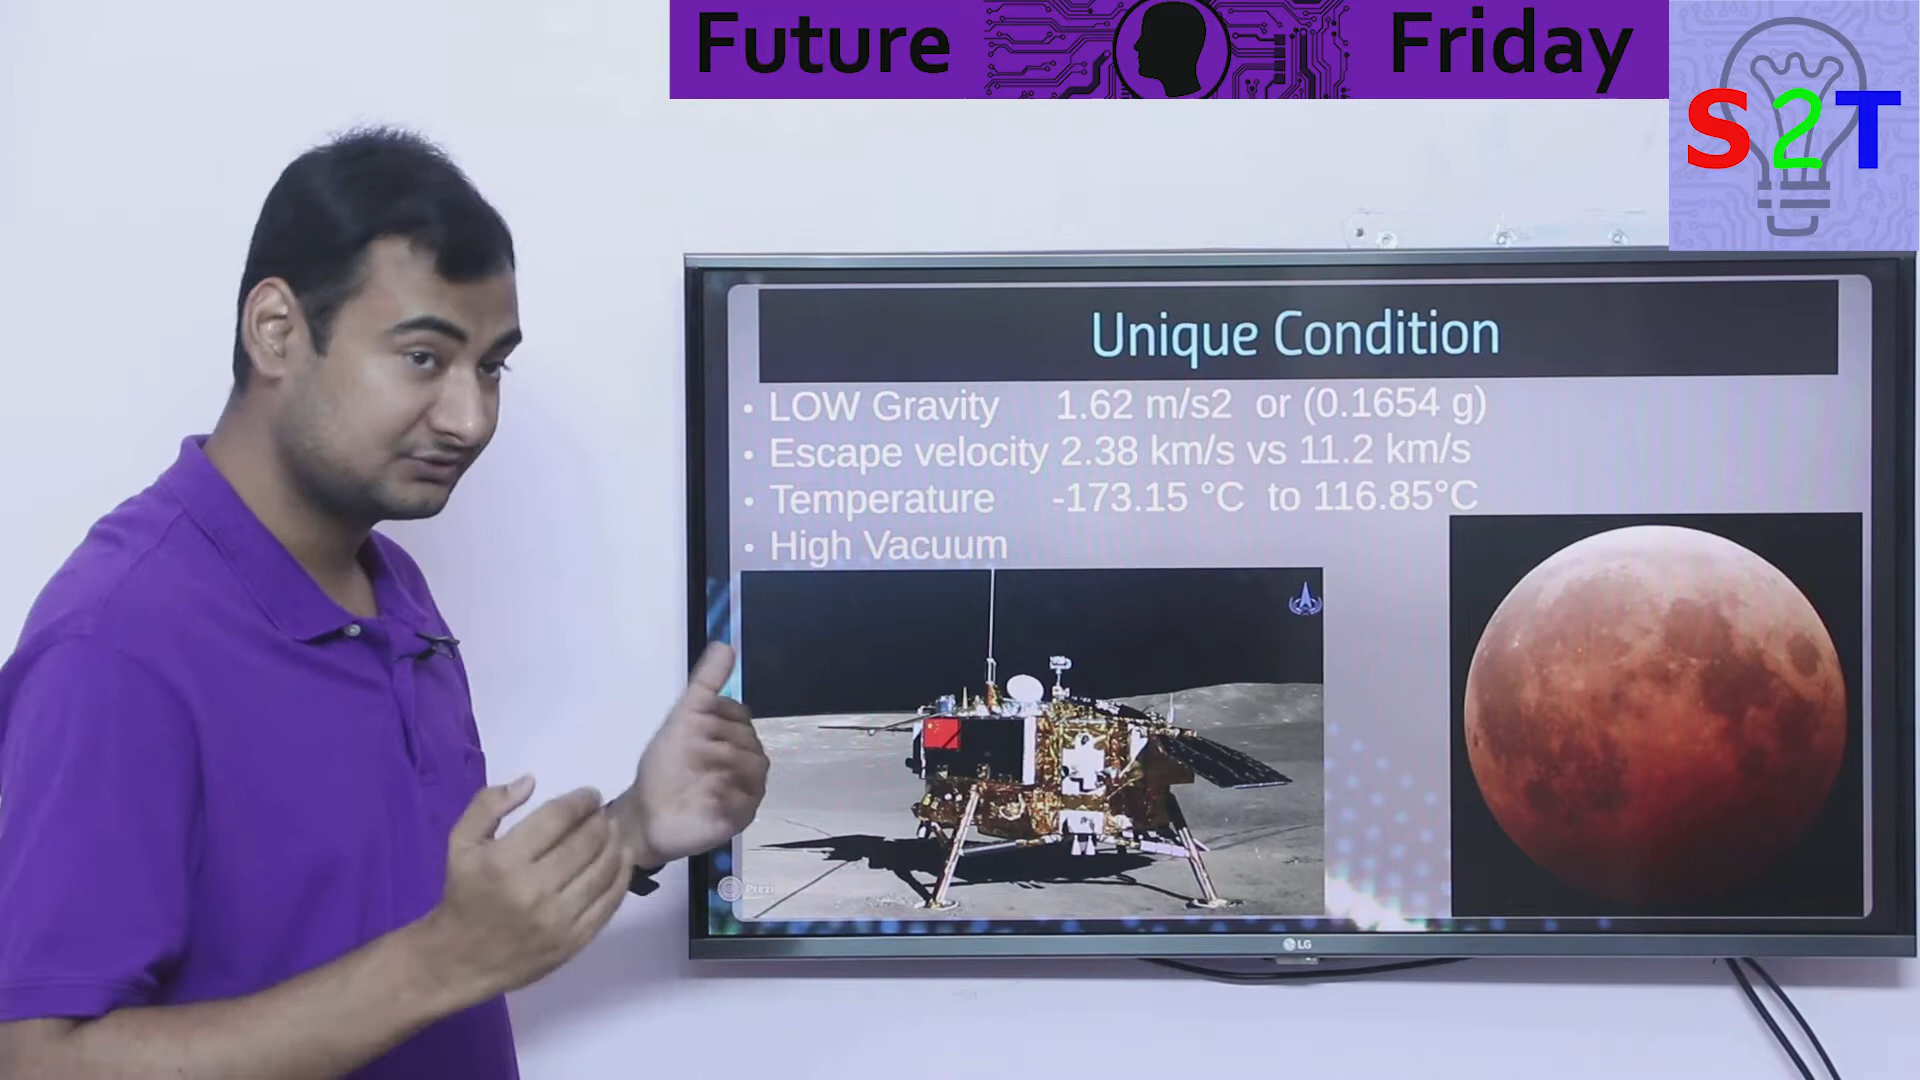 Future Friday
S2T
Unique Condition
• LOW Gravity 1.62 m/s2 or (0.1654 g)
• Escape velocity 2.38 km/s vs 11.2 km/s
• Temperature -173.15 °C to 116.85°C
• High Vacuum
Prezi
LG